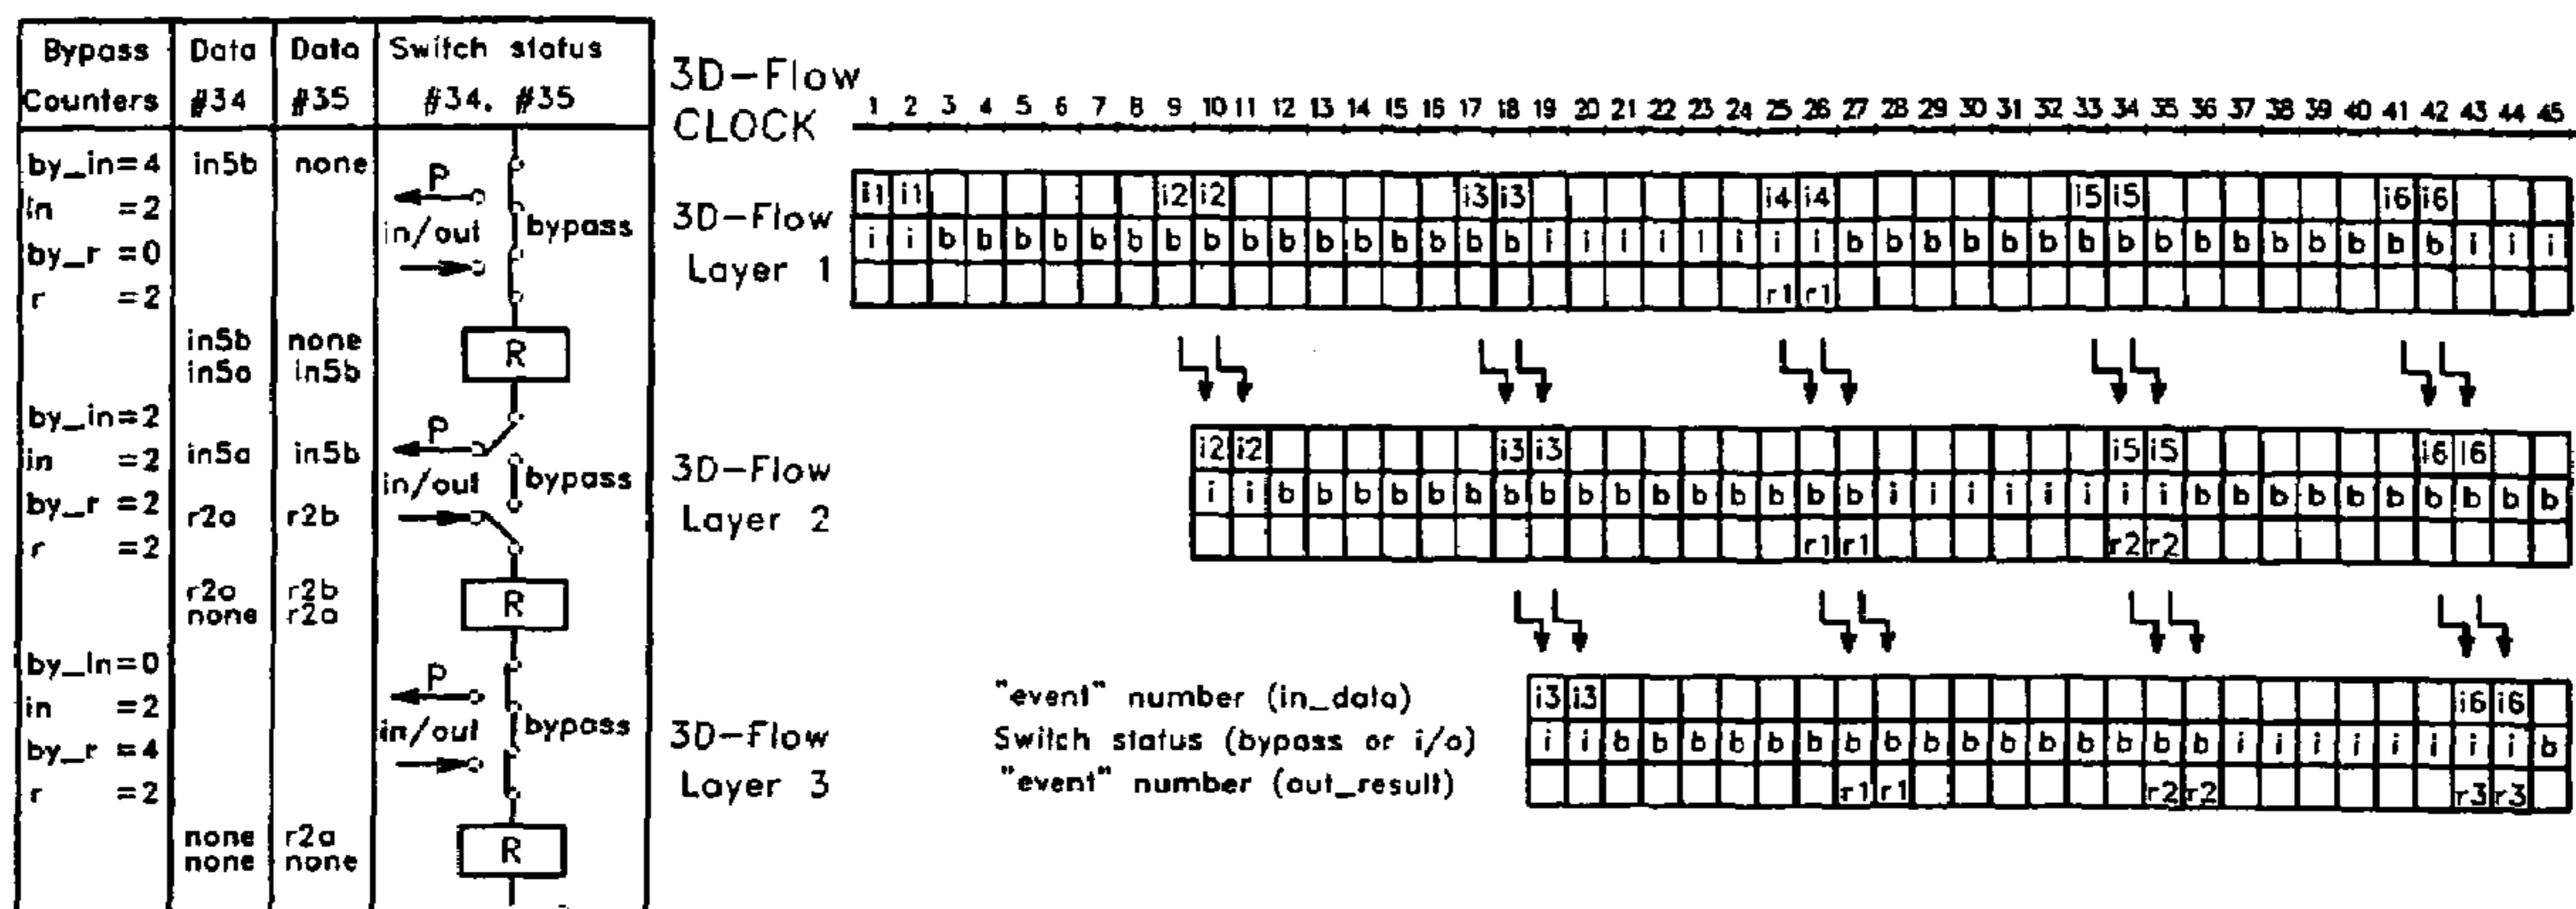 Bypass Counters | Data #34 | Data #35 | Switch status #34. #35
by_in=4 in5b none
P
in =2
in/out bypass
by_r =0
r =2
in5b none R
in5a in5b
by_in=2
P
in =2 in5a in5b
in/out bypass
by_r =2 r2a r2b
r =2
r2a r2b R
none r2a
by_in=0
P
in =2
in/out bypass
by_r =4
r =2
none r2a R
none none
3D-Flow
CLOCK
1 2 3 4 5 6 7 8 9 10 11 12 13 14 15 16 17 18 19 20 21 22 23 24 25 26 27 28 29 30 31 32 33 34 35 36 37 38 39 40 41 42 43 44 45
3D-Flow
Layer 1
i1 i1 i2 i2 i3 i3 i4 i4 i5 i5 i6 i6
i i b b b b b b b b b b b b b b b b i i i i i i i i b b b b b b b b b b b b b b b b i i i
r1 r1
3D-Flow
Layer 2
i2 i2 i3 i3 i5 i5 i6 i6
i i b b b b b b b b b b b b b b b b i i i i i i i i b b b b b b b b b b
r1 r1 r2 r2
3D-Flow
Layer 3
"event" number (in_data)
Switch status (bypass or i/o)
"event" number (out_result)
i3 i3 i6 i6
i i b b b b b b b b b b b b b b b b i i i i i i i i b
r1 r1 r2 r2 r3 r3